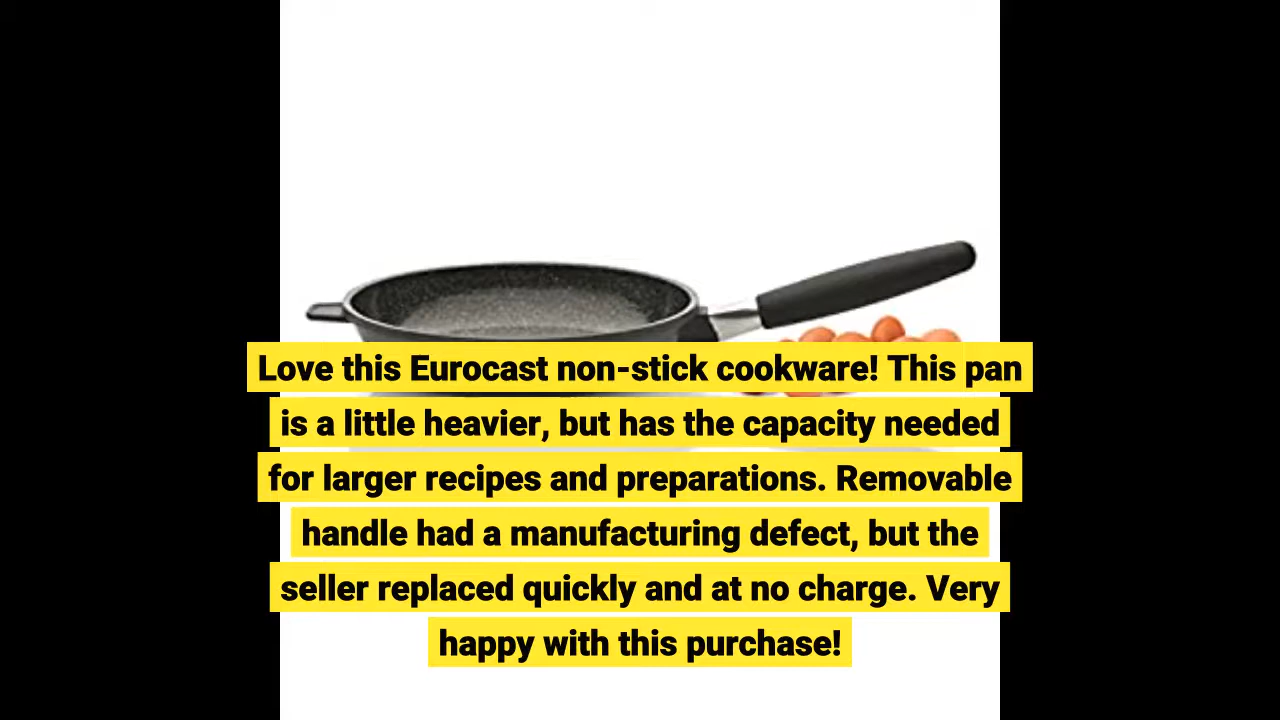 Love this Eurocast non-stick cookware! This pan
is a little heavier, but has the capacity needed
for larger recipes and preparations. Removable
handle had a manufacturing defect, but the
seller replaced quickly and at no charge. Very
happy with this purchase!